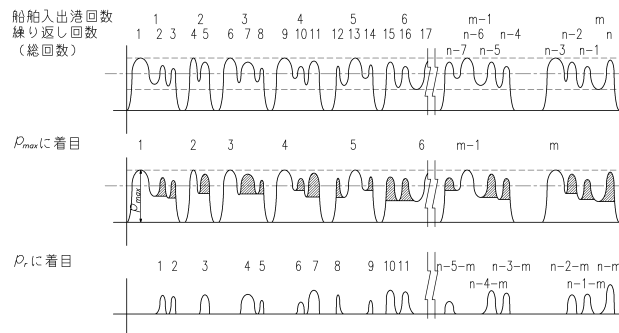 船舶入出港回数 1 2 3 4 5 6 m-1 m
繰り返し回数 1 2 3 4 5 6 7 8 9 10 11 12 13 14 15 16 17 n-7 n-6 n-5 n-4 n-3 n-2 n-1 n
（総回数）
Pmaxに着目 1 2 3 4 5 6 m-1 m
Pmax
Prに着目 1 2 3 4 5 6 7 8 9 10 11 n-5-m n-4-m n-3-m n-2-m n-1-m n-m